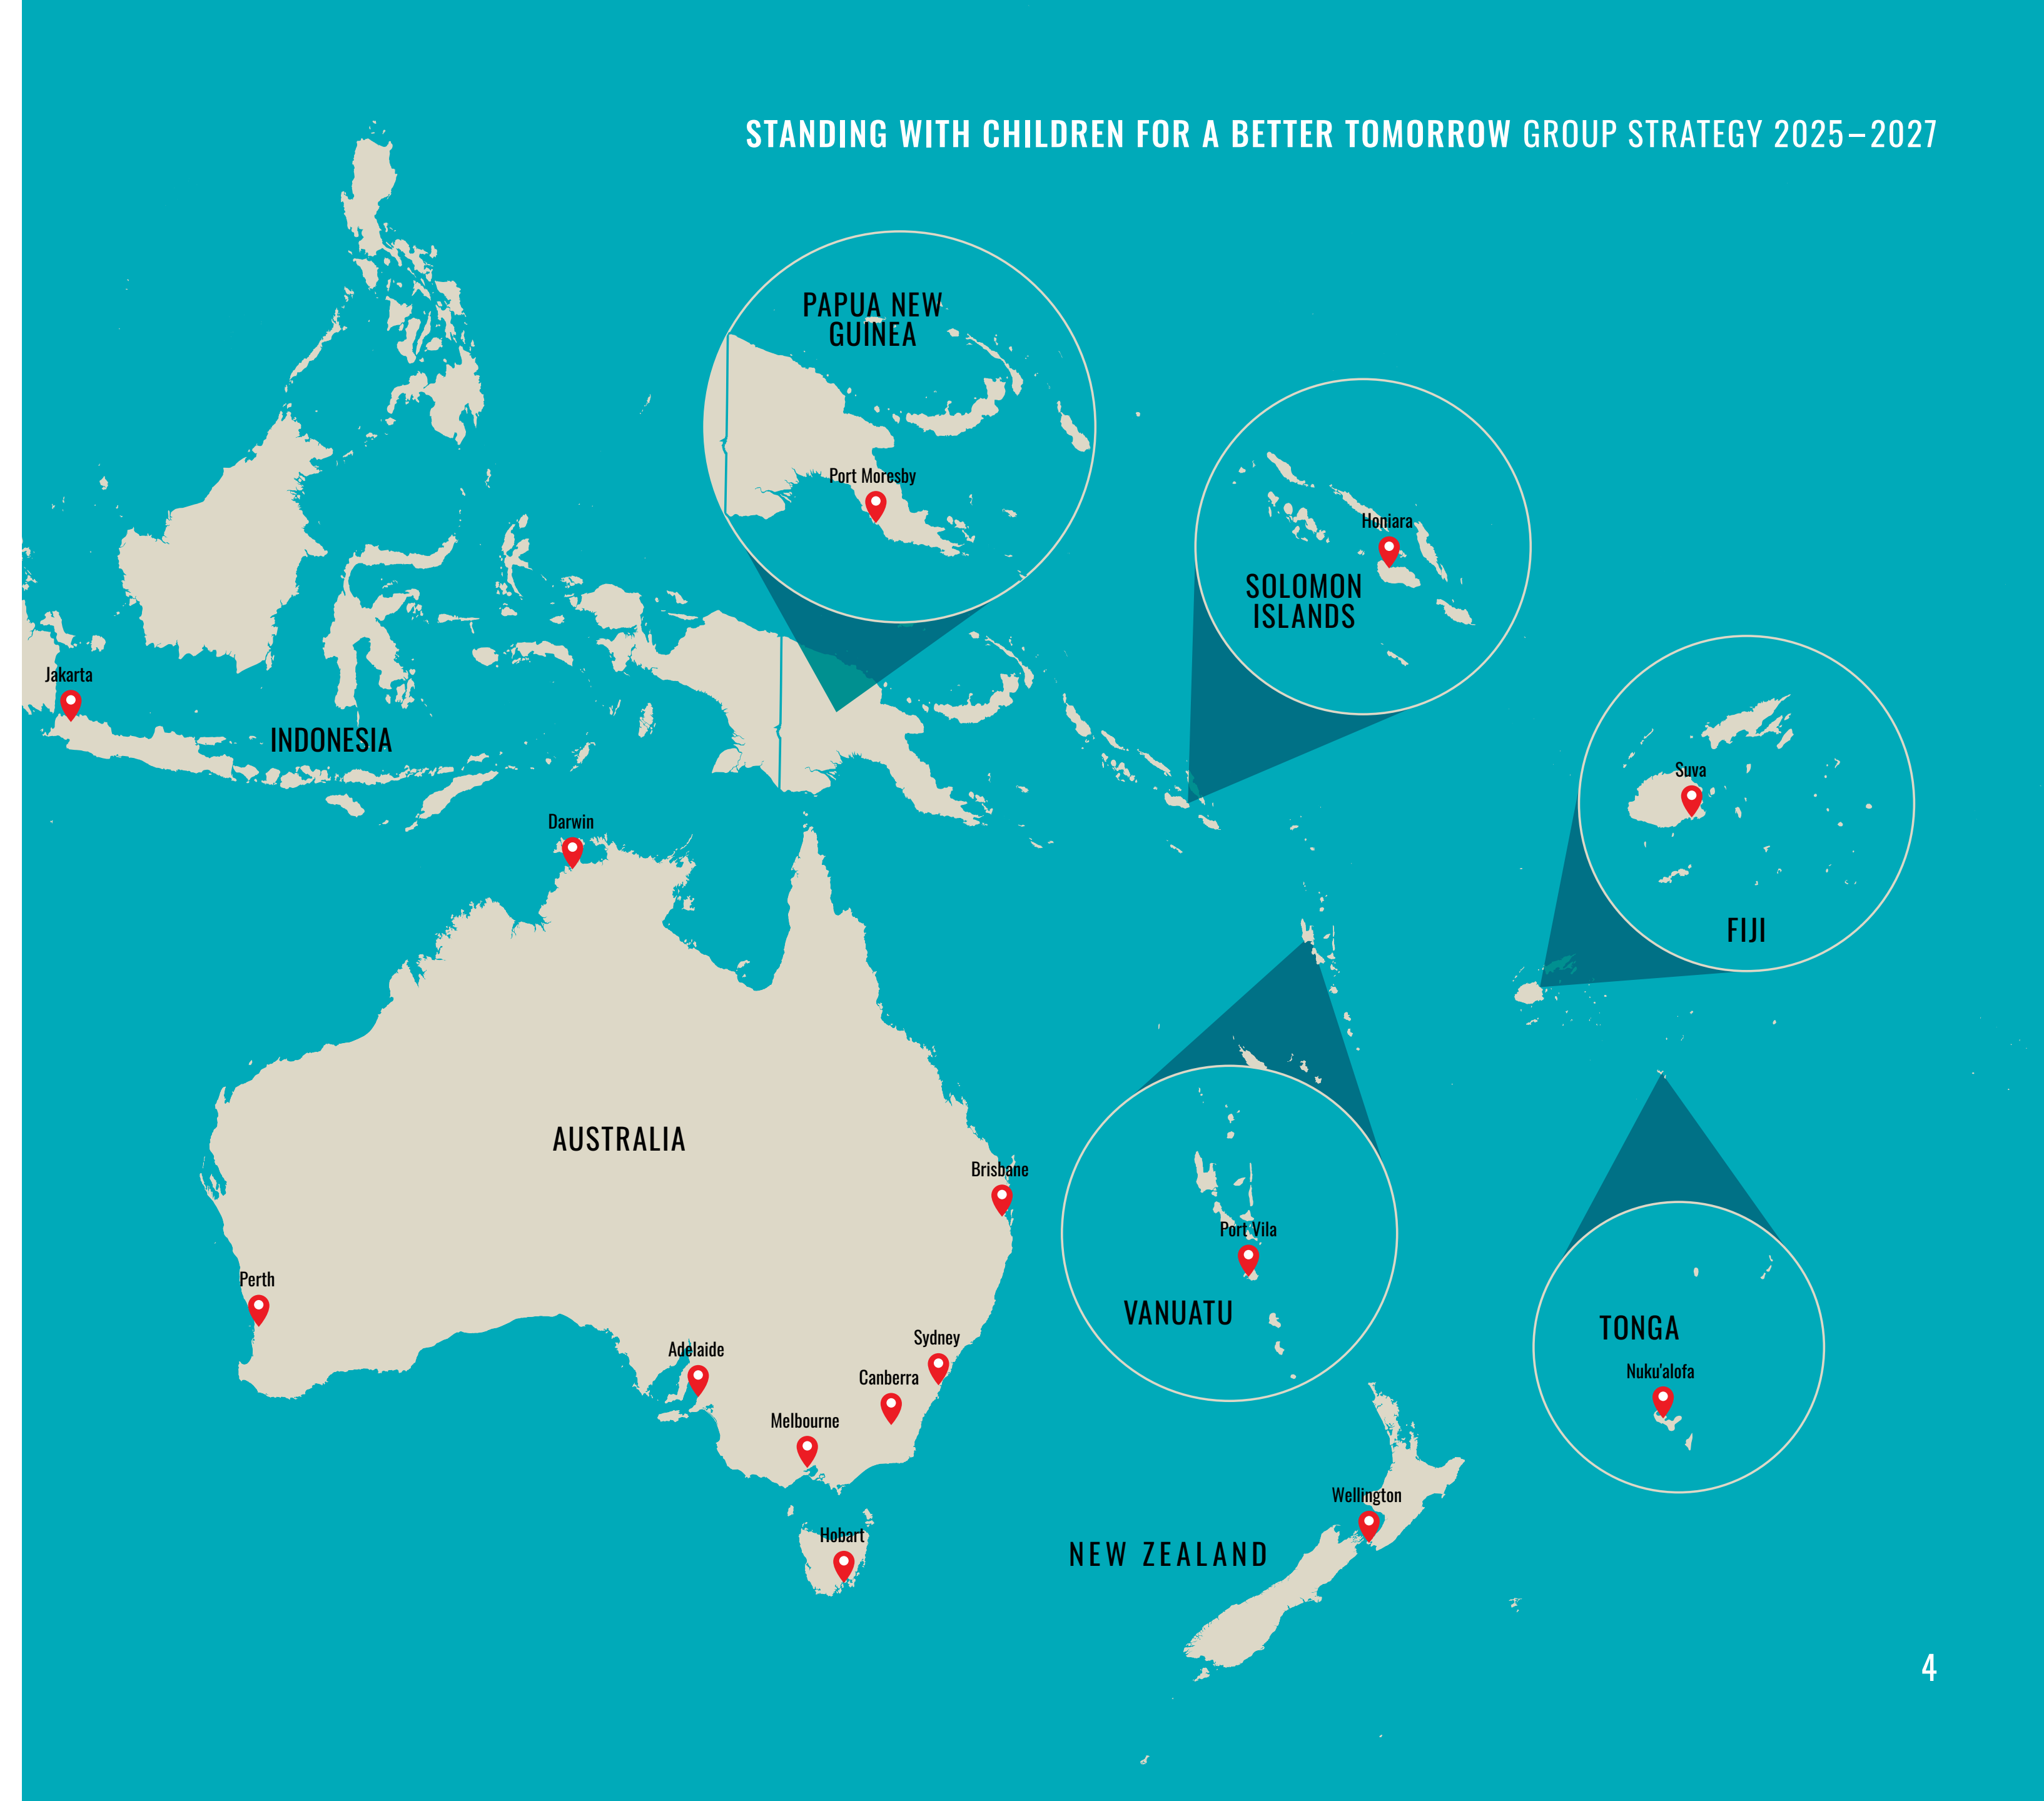 STANDING WITH CHILDREN FOR A BETTER TOMORROW GROUP STRATEGY 2025–2027
PAPUA NEW
GUINEA
Port Moresby
Honiara
SOLOMON
ISLANDS
Jakarta
INDONESIA
Suva
FIJI
Darwin
AUSTRALIA
Brisbane
Port Vila
VANUATU
Perth
Adelaide
Sydney
Canberra
Melbourne
Hobart
TONGA
Nuku'alofa
Wellington
NEW ZEALAND
4